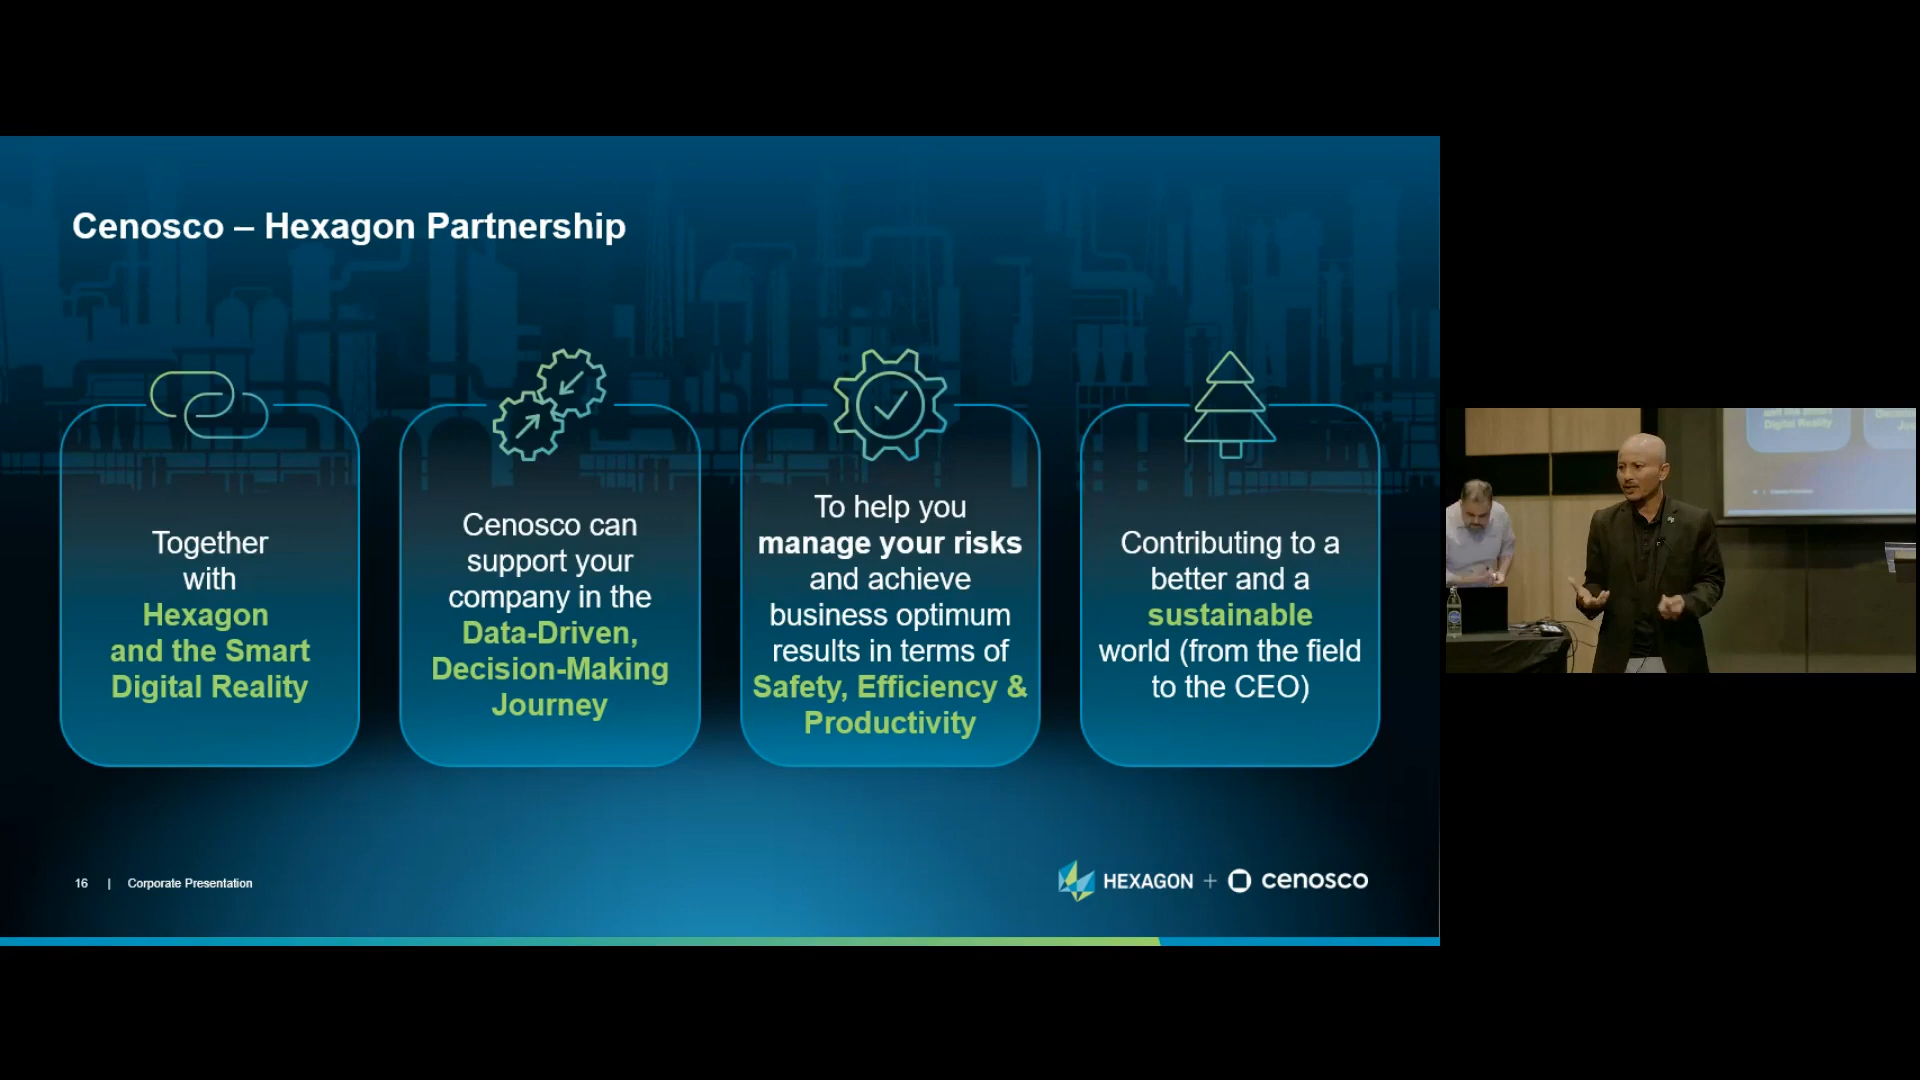 Cenosco – Hexagon Partnership
Together
with
Hexagon
and the Smart
Digital Reality
Cenosco can
support your
company in the
Data-Driven,
Decision-Making
Journey
To help you
manage your risks
and achieve
business optimum
results in terms of
Safety, Efficiency &
Productivity
Contributing to a
better and a
sustainable
world (from the field
to the CEO)
16 | Corporate Presentation
HEXAGON + cenosco
Digital Reality